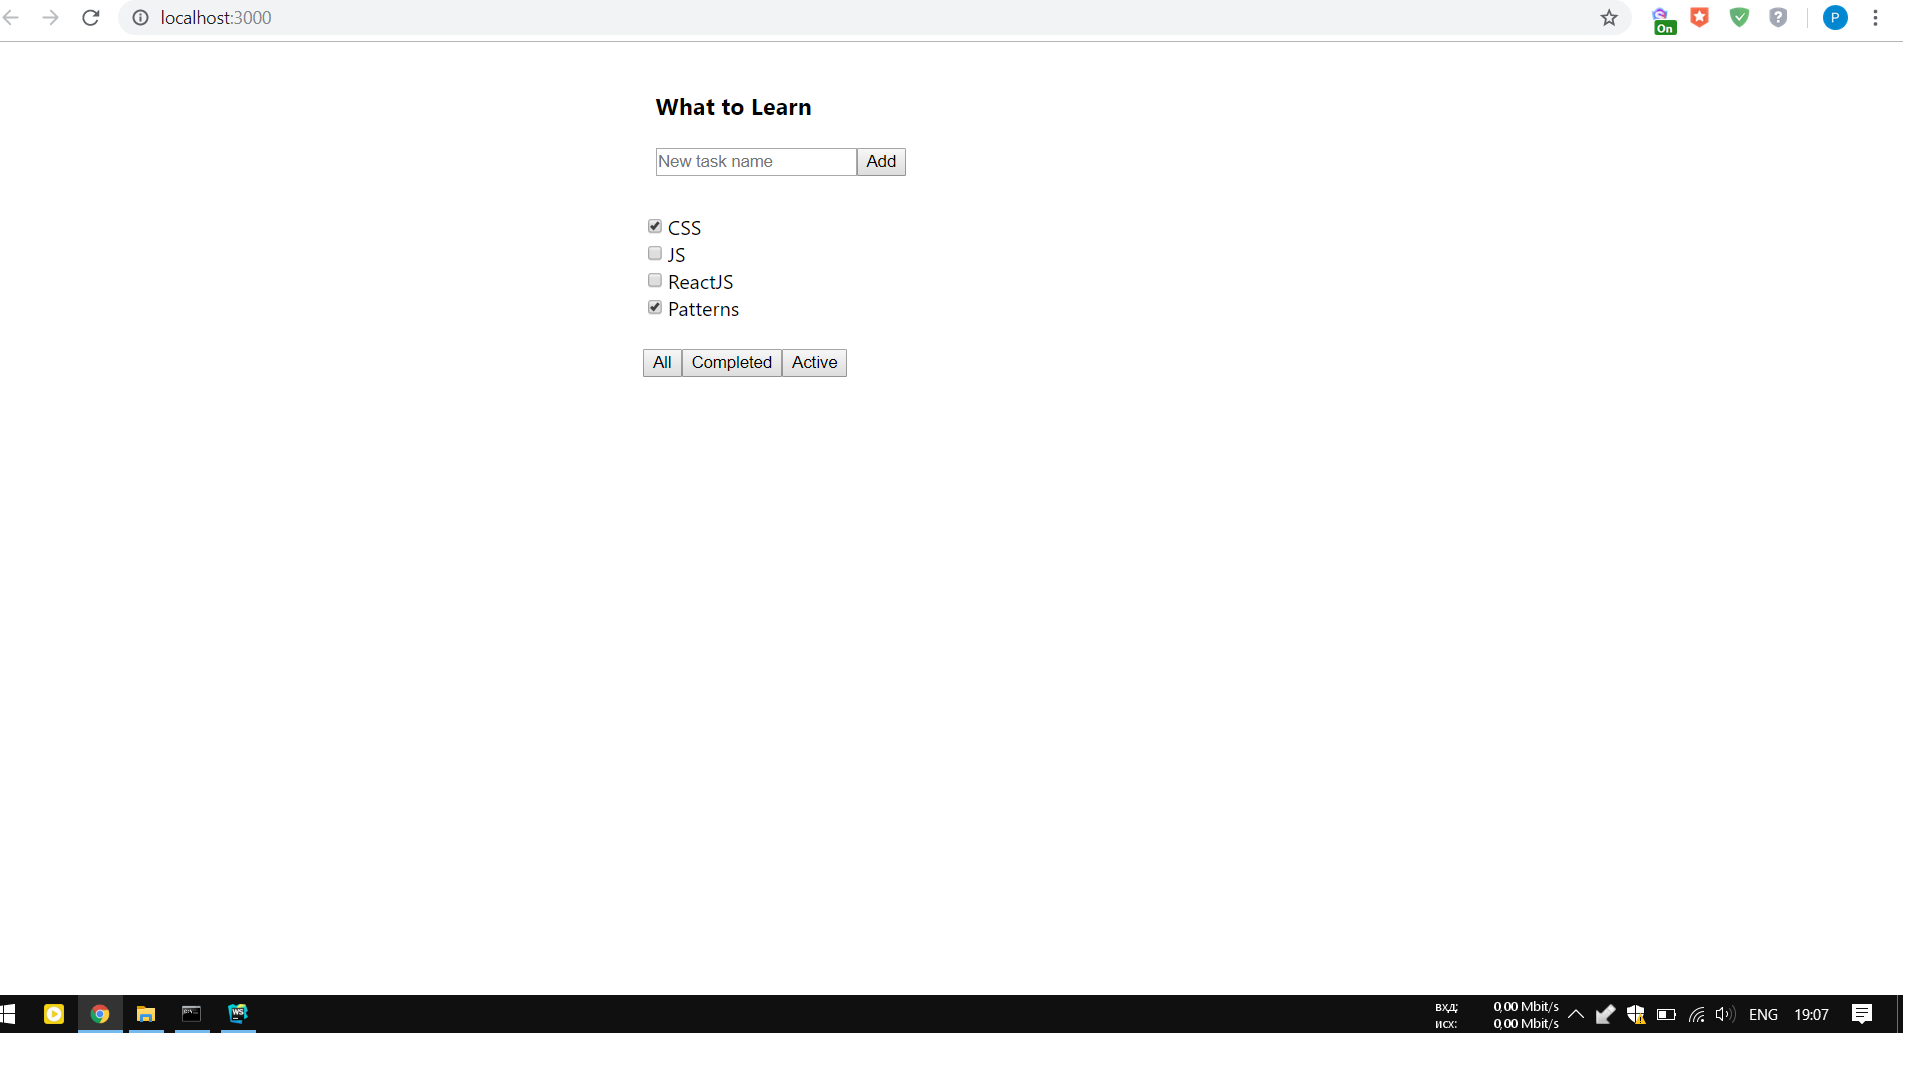 localhost:3000
On
P
What to Learn
New task name Add
CSS
JS
ReactJS
Patterns
All Completed Active
WS
вхд: 0,00 Mbit/s
исх: 0,00 Mbit/s
ENG 19:07